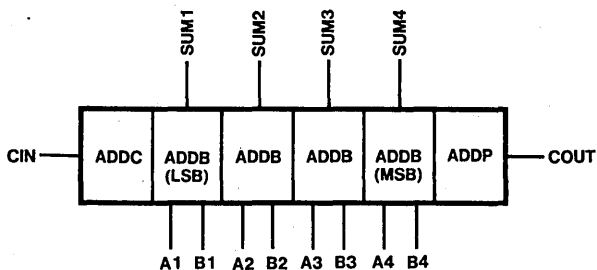 SUM1 SUM2 SUM3 SUM4
CIN ADDC ADDB (LSB) ADDB ADDB ADDB (MSB) ADDP COUT
A1 B1 A2 B2 A3 B3 A4 B4